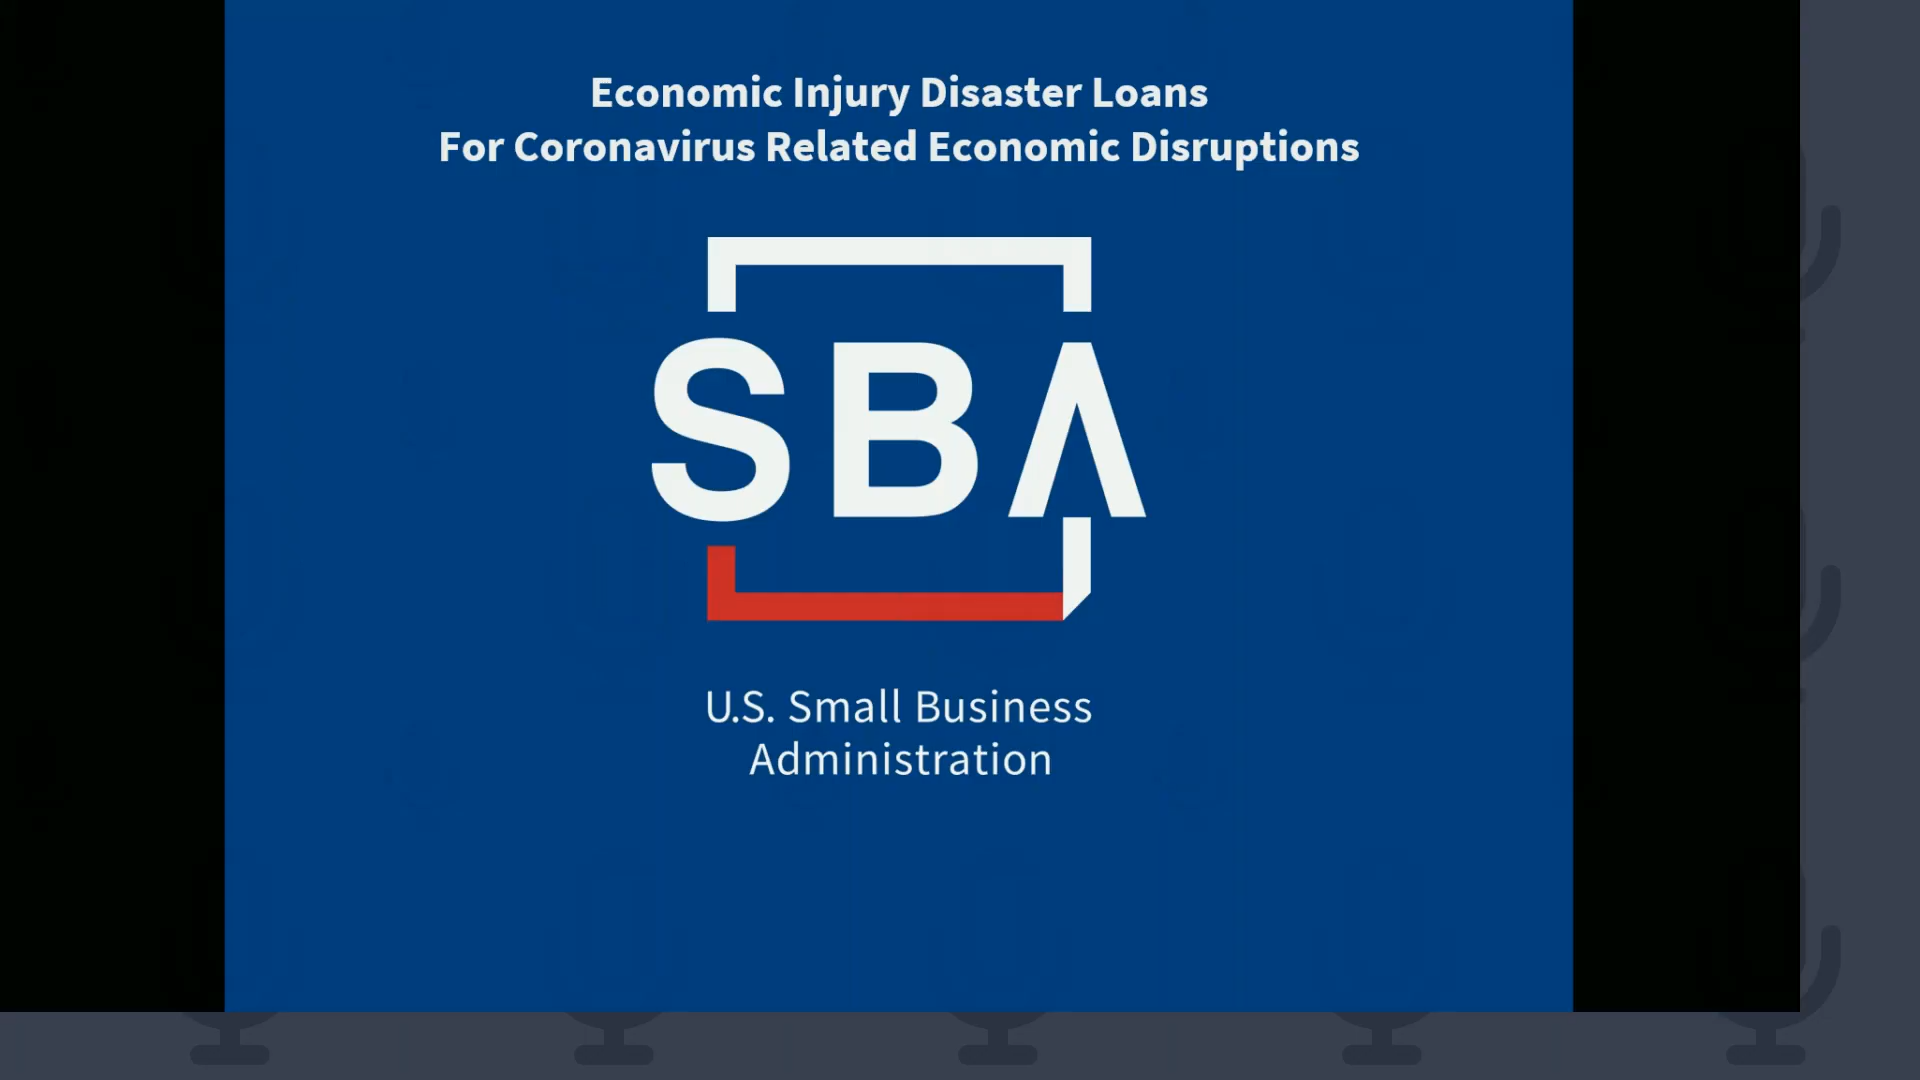 Economic Injury Disaster Loans
For Coronavirus Related Economic Disruptions
SBA
U.S. Small Business
Administration